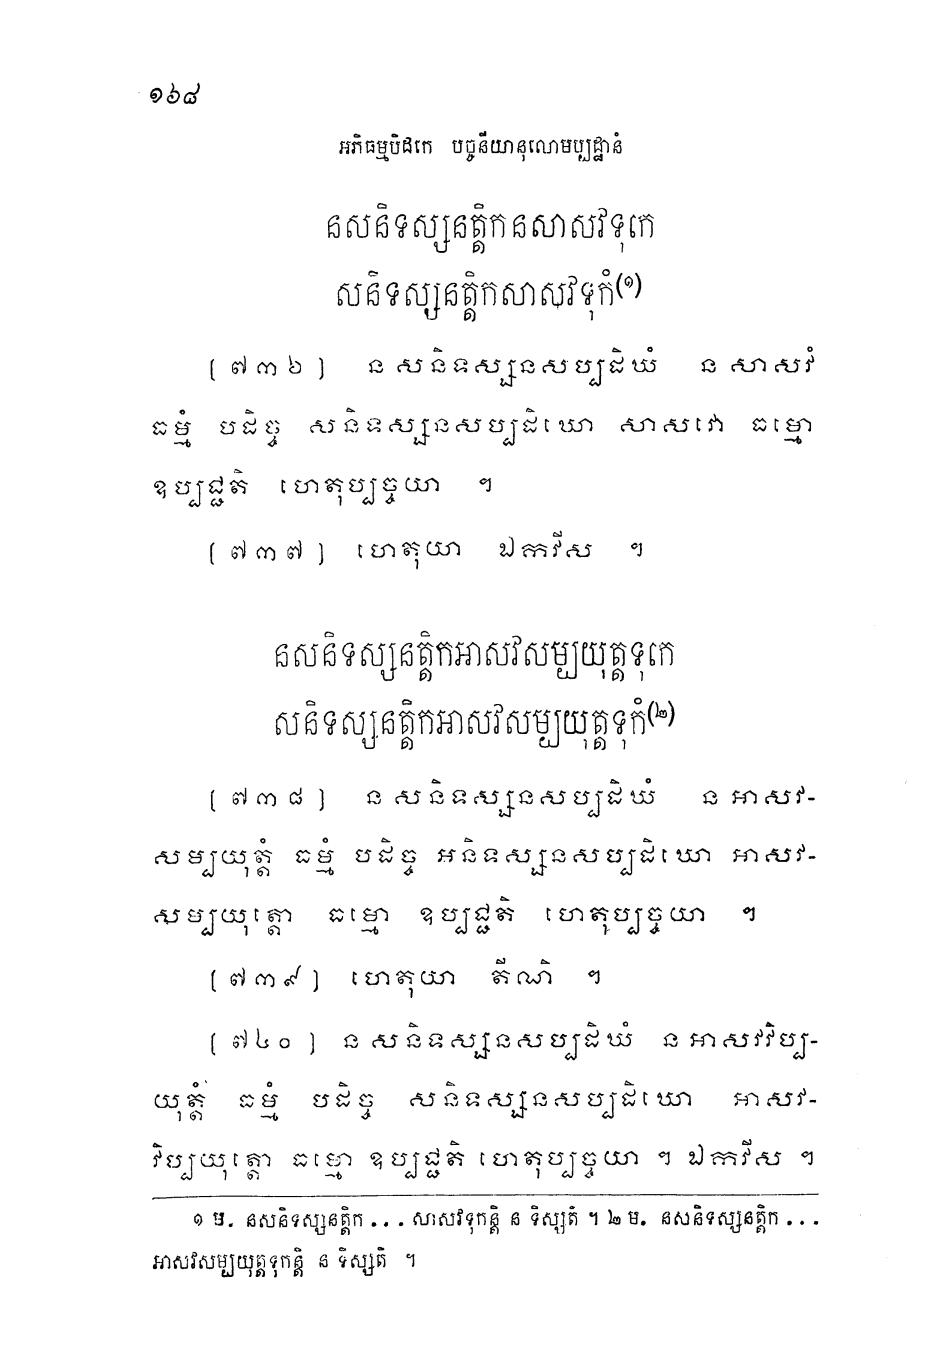 ១៦៨
អភិធម្មបិដកេ បច្ចនីយានុលោមប្បដ្ឋានំ
នសនិទស្សនត្តិកនសាសវទុកេ
សនិទស្សនត្តិកសាសវទុកំ(១)
[ ៧៣៦ ] ន សនិទស្សនសប្បដិឃំ ន សាសវំ
ធម្មំ បដិច្ច សនិទស្សនសប្បដិឃោ សាសវោ ធម្មោ
ឧប្បជ្ជតិ ហេតុប្បច្ចយា ។
[ ៧៣៧ ] ហេតុយា ឯកវីស ។
នសនិទស្សនត្តិកអាសវសម្បយុត្តទុកេ
សនិទស្សនត្តិកអាសវសម្បយុត្តទុកំ(២)
[ ៧៣៨ ] ន សនិទស្សនសប្បដិឃំ ន អាសវ-
សម្បយុត្តំ ធម្មំ បដិច្ច អនិទស្សនសប្បដិឃោ អាសវ-
សម្បយុត្តោ ធម្មោ ឧប្បជ្ជតិ ហេតុប្បច្ចយា ។
[ ៧៣៩ ] ហេតុយា តីណិ ។
[ ៧៤០ ] ន សនិទស្សនសប្បដិឃំ ន អាសវវិប្ប-
យុត្តំ ធម្មំ បដិច្ច សនិទស្សនសប្បដិឃោ អាសវ-
វិប្បយុត្តោ ធម្មោ ឧប្បជ្ជតិ ហេតុប្បច្ចយា ។ ឯកវីស ។
១ ម. នសនិទស្សនត្តិក ... សាសវទុកន្តិ ន ទិស្សតិ ។ ២ ម. នសនិទស្សនត្តិក ...
អាសវសម្បយុត្តទុកន្តិ ន ទិស្សតិ ។